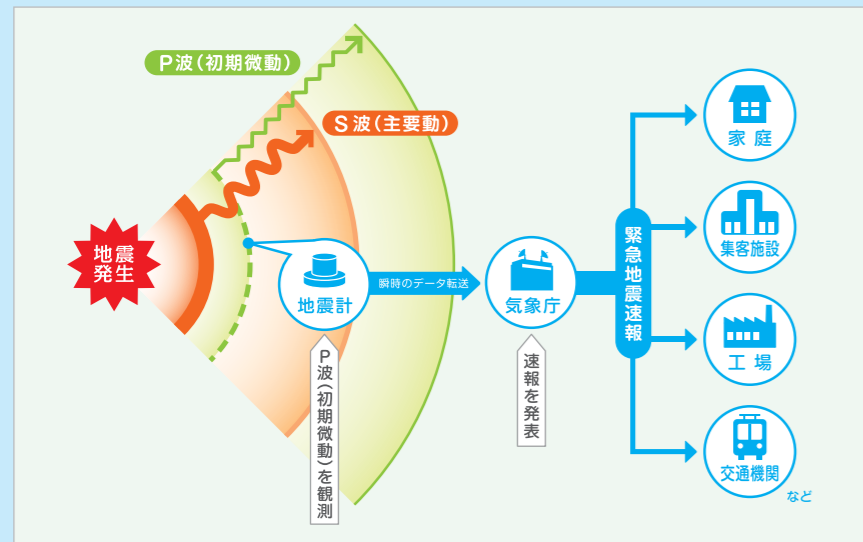 P波(初期微動)
S波(主要動)
地震
発生
地震計
瞬時のデータ転送
気象庁
緊急地震速報
家庭
集客施設
工場
交通機関
など
P波(初期微動)を観測
速報を発表